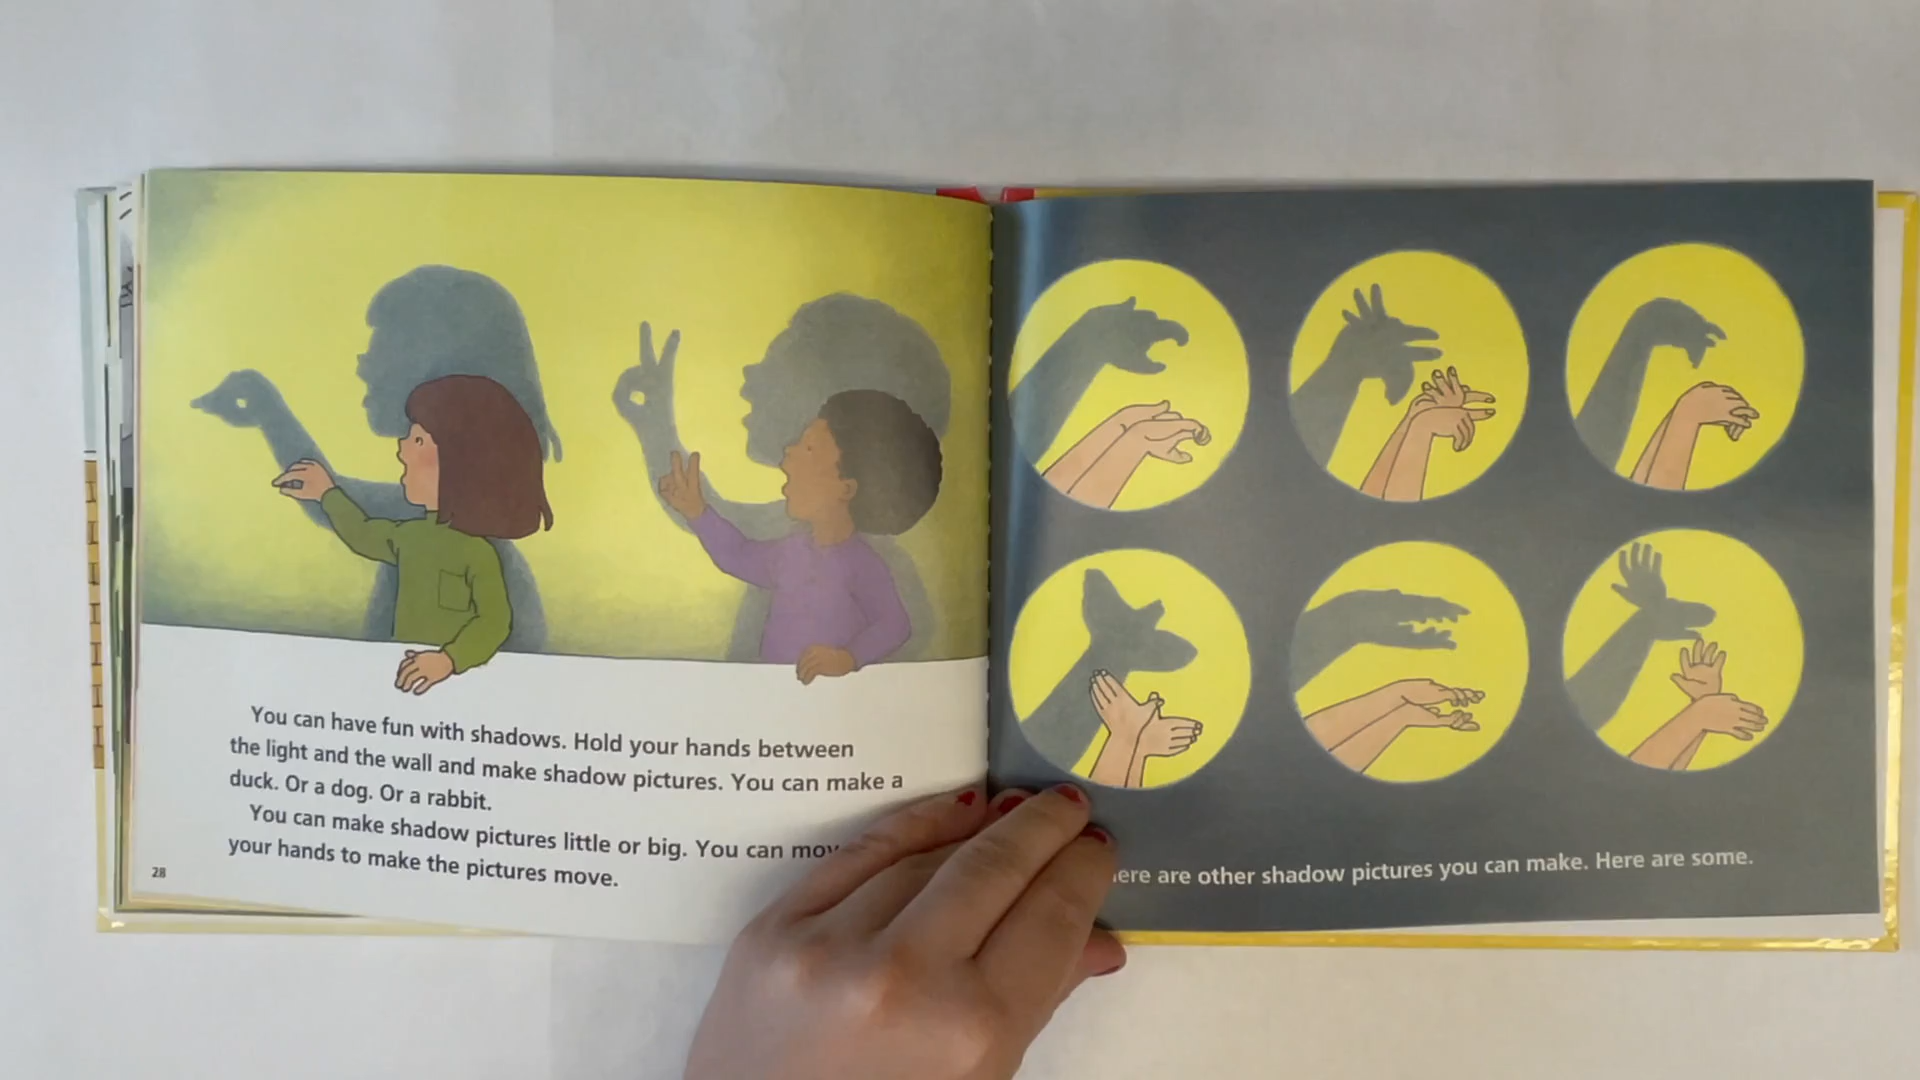 You can have fun with shadows. Hold your hands between
the light and the wall and make shadow pictures. You can make a
duck. Or a dog. Or a rabbit.
You can make shadow pictures little or big. You can
your hands to make the pictures move.
28
are other shadow pictures you can make. Here are some.